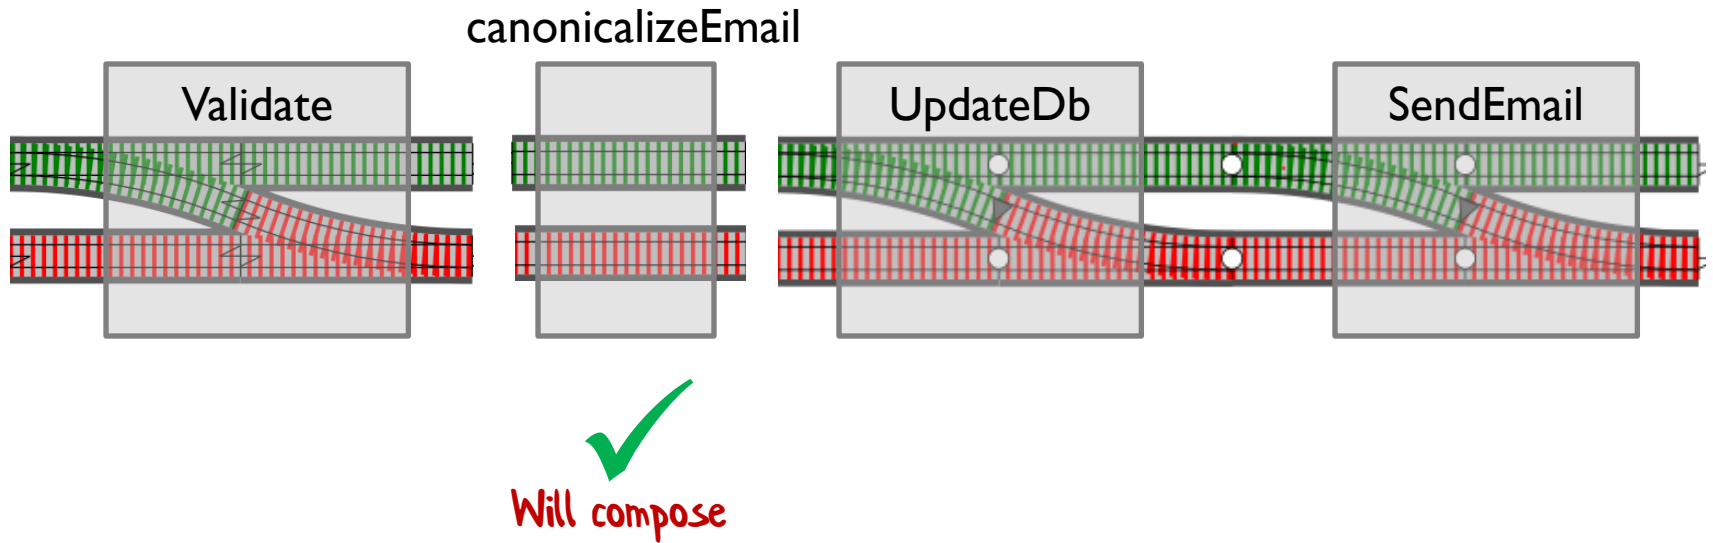 canonicalizeEmail
Validate
UpdateDb
SendEmail
Will compose